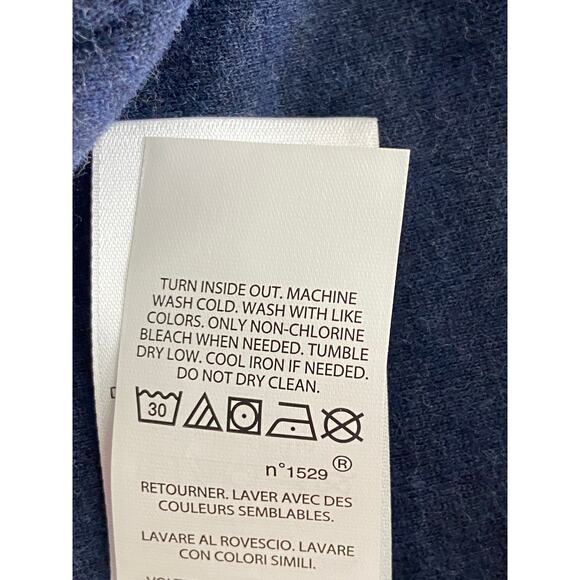 TURN INSIDE OUT. MACHINE
WASH COLD. WASH WITH LIKE
COLORS. ONLY NON-CHLORINE
BLEACH WHEN NEEDED. TUMBLE
DRY LOW. COOL IRON IF NEEDED.
DO NOT DRY CLEAN.
30
n°1529 ®
RETOURNER. LAVER AVEC DES
COULEURS SEMBLABLES.
LAVARE AL ROVESCIO. LAVARE
CON COLORI SIMILI.